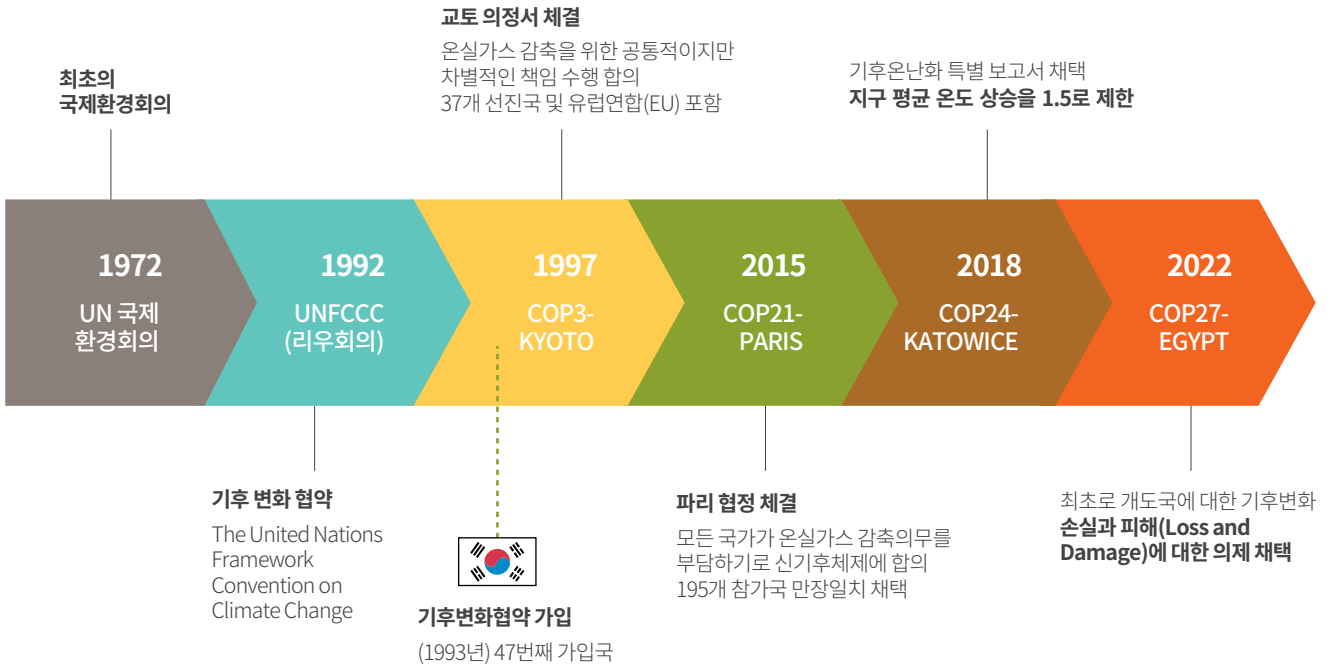 교토 의정서 체결
온실가스 감축을 위한 공통적이지만
차별적인 책임 수행 합의
37개 선진국 및 유럽연합(EU) 포함
최초의
국제환경회의
기후온난화 특별 보고서 채택
지구 평균 온도 상승을 1.5로 제한
1972
UN 국제
환경회의
1992
UNFCCC
(리우회의)
1997
COP3-
KYOTO
2015
COP21-
PARIS
2018
COP24-
KATOWICE
2022
COP27-
EGYPT
기후 변화 협약
The United Nations
Framework
Convention on
Climate Change
기후변화협약 가입
(1993년) 47번째 가입국
파리 협정 체결
모든 국가가 온실가스 감축의무를
부담하기로 신기후체제에 합의
195개 참가국 만장일치 채택
최초로 개도국에 대한 기후변화
손실과 피해(Loss and
Damage)에 대한 의제 채택